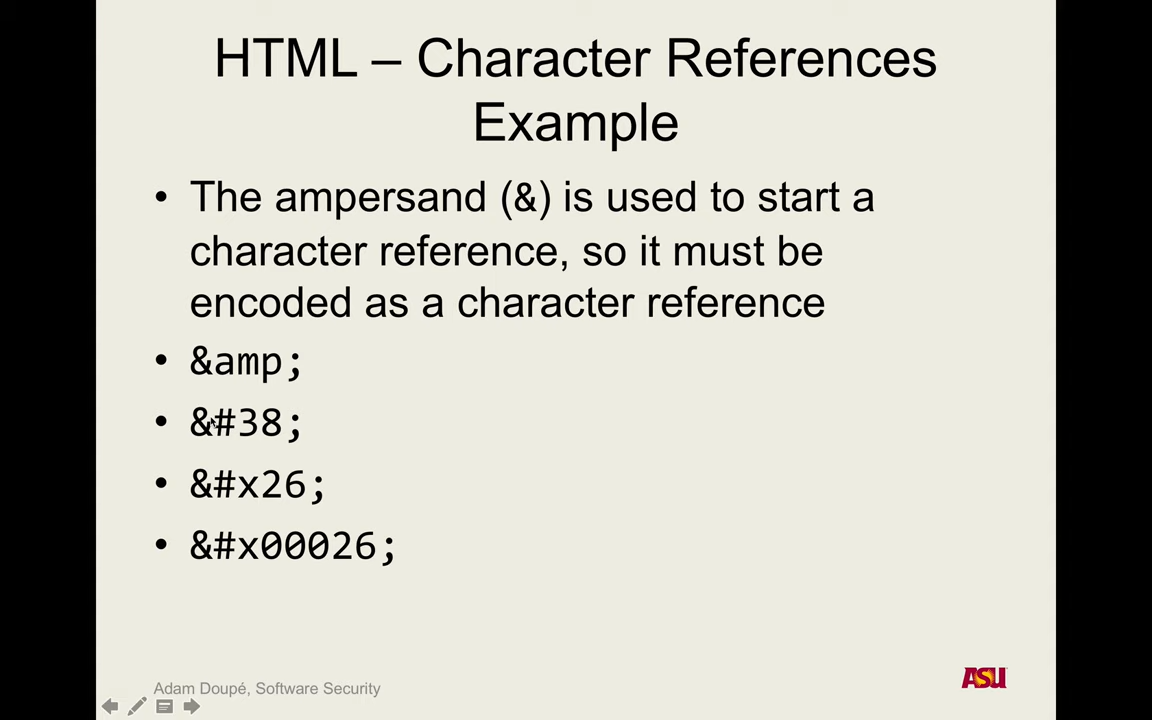 HTML – Character References
Example
• The ampersand (&) is used to start a
character reference, so it must be
encoded as a character reference
• &amp;
• &#38;
• &#x26;
• &#x00026;
Adam Doupé, Software Security
ASU